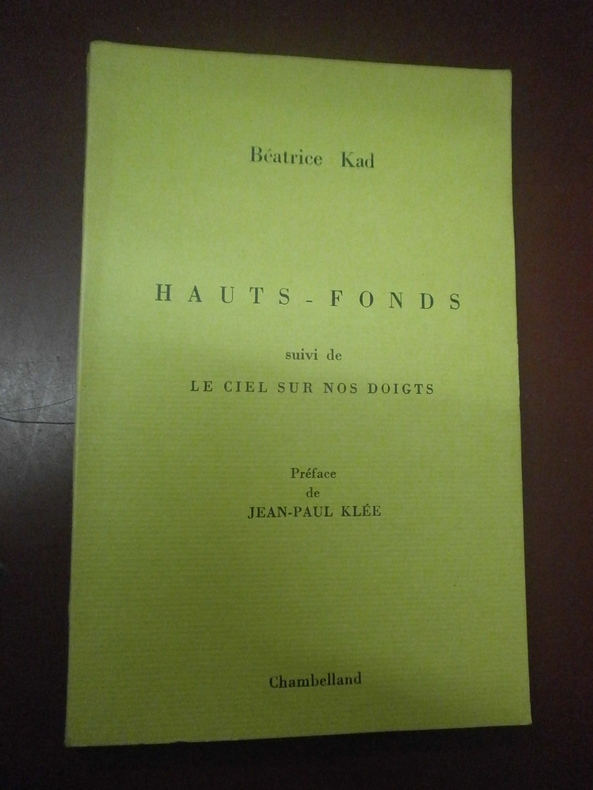 Béatrice Kad
HAUTS - FONDS
suivi de
LE CIEL SUR NOS DOIGTS
Préface
de
JEAN-PAUL KLÉE
Chambelland